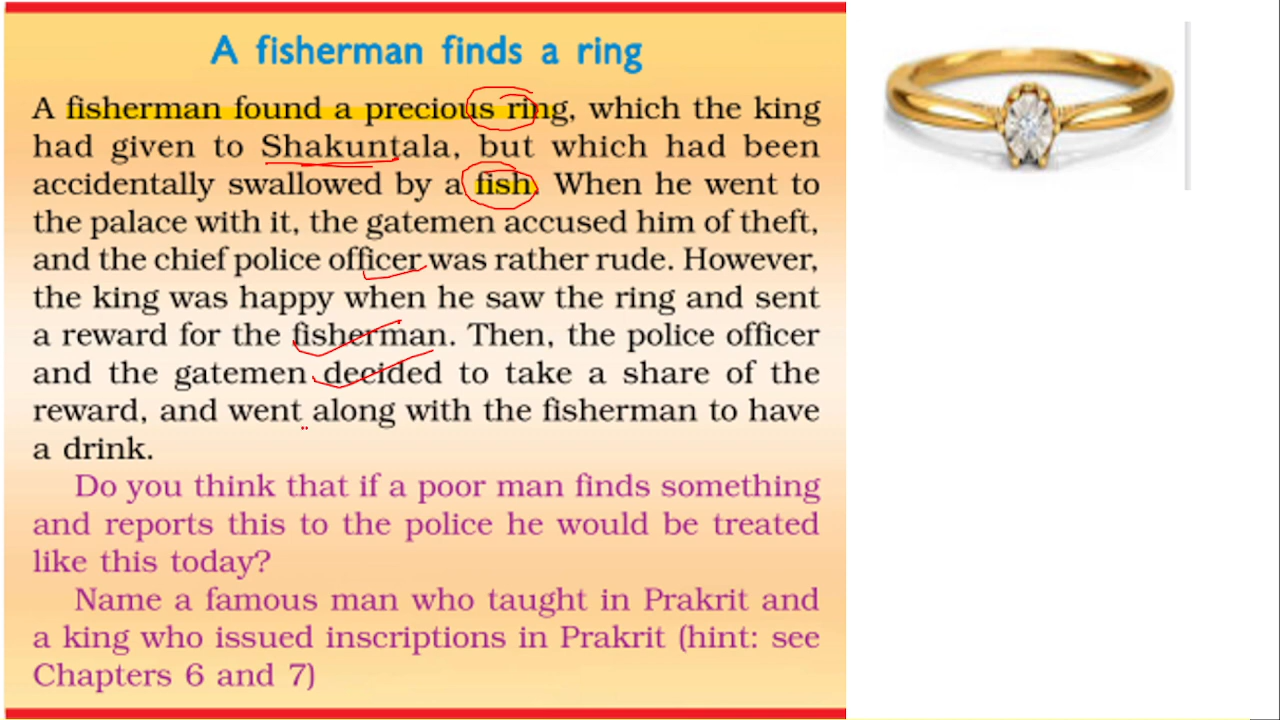 A fisherman finds a ring
A fisherman found a precious ring, which the king
had given to Shakuntala, but which had been
accidentally swallowed by a fish. When he went to
the palace with it, the gatemen accused him of theft,
and the chief police officer was rather rude. However,
the king was happy when he saw the ring and sent
a reward for the fisherman. Then, the police officer
and the gatemen decided to take a share of the
reward, and went along with the fisherman to have
a drink.
Do you think that if a poor man finds something
and reports this to the police he would be treated
like this today?
Name a famous man who taught in Prakrit and
a king who issued inscriptions in Prakrit (hint: see
Chapters 6 and 7)